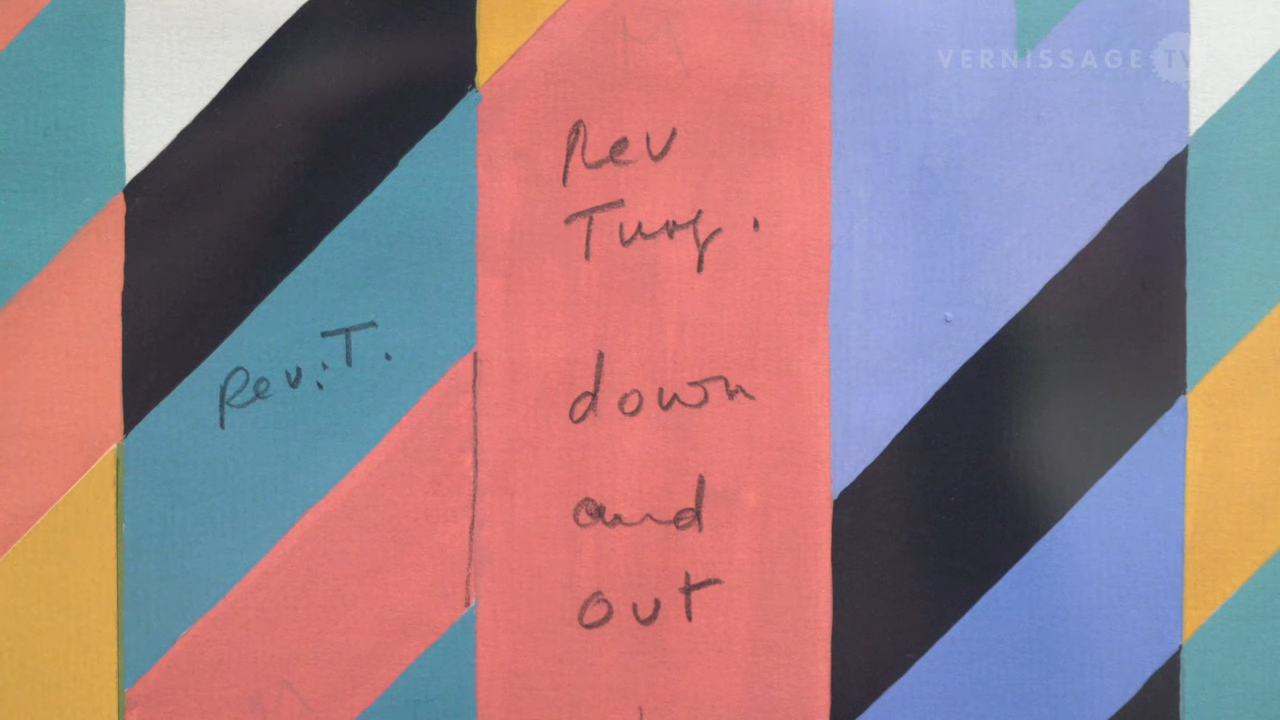 M
VERNISSAGE TV
Rev
Turq.
Rev.: T.
down
and
out
M